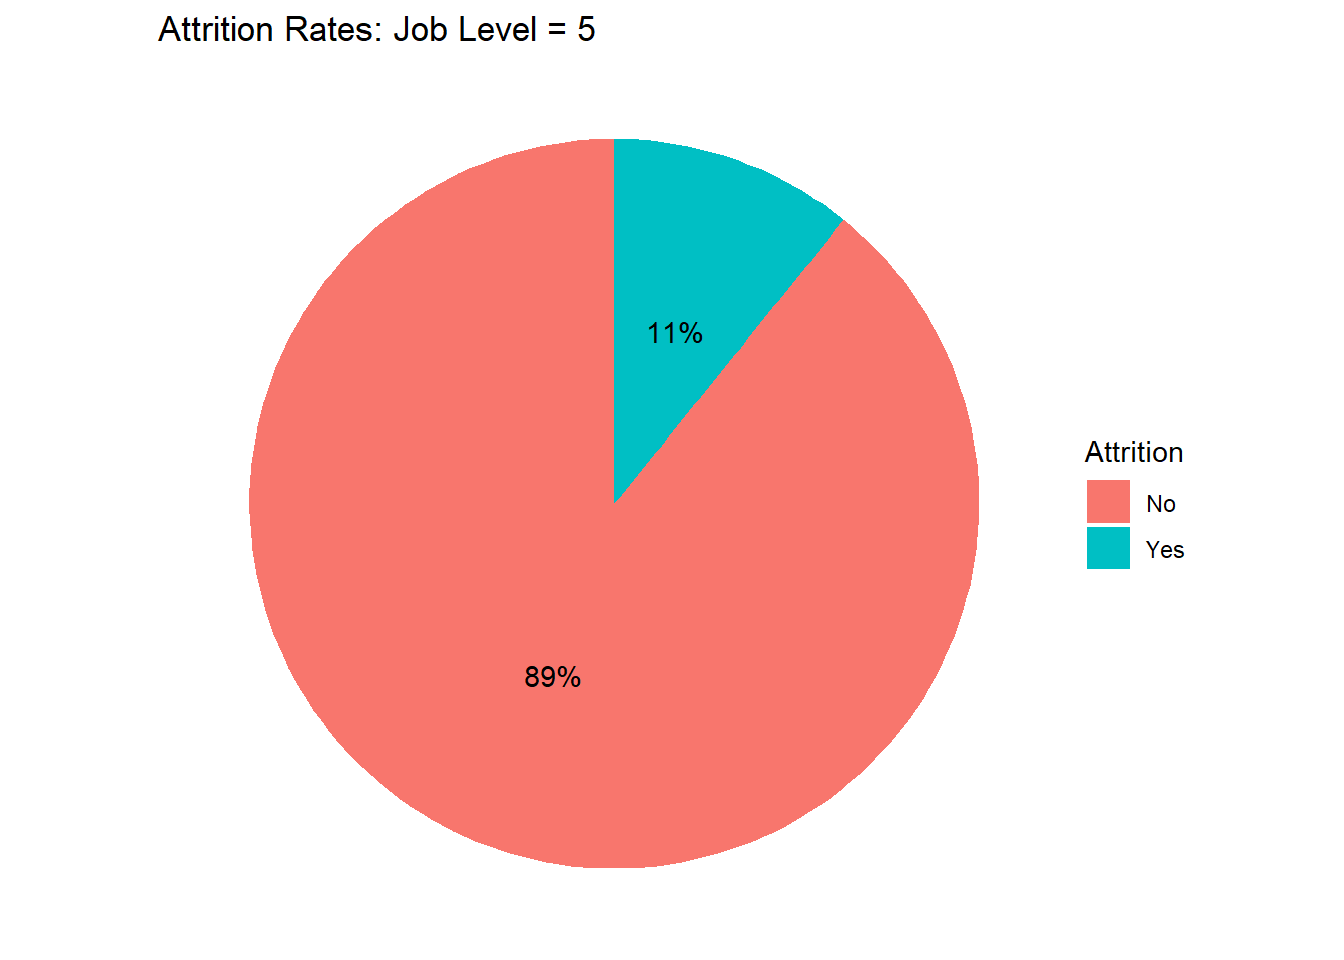 Attrition Rates: Job Level = 5
11%
89%
Attrition
No
Yes